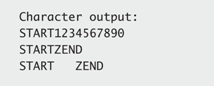 Character output:
START1234567890
STARTZEND
START   ZEND